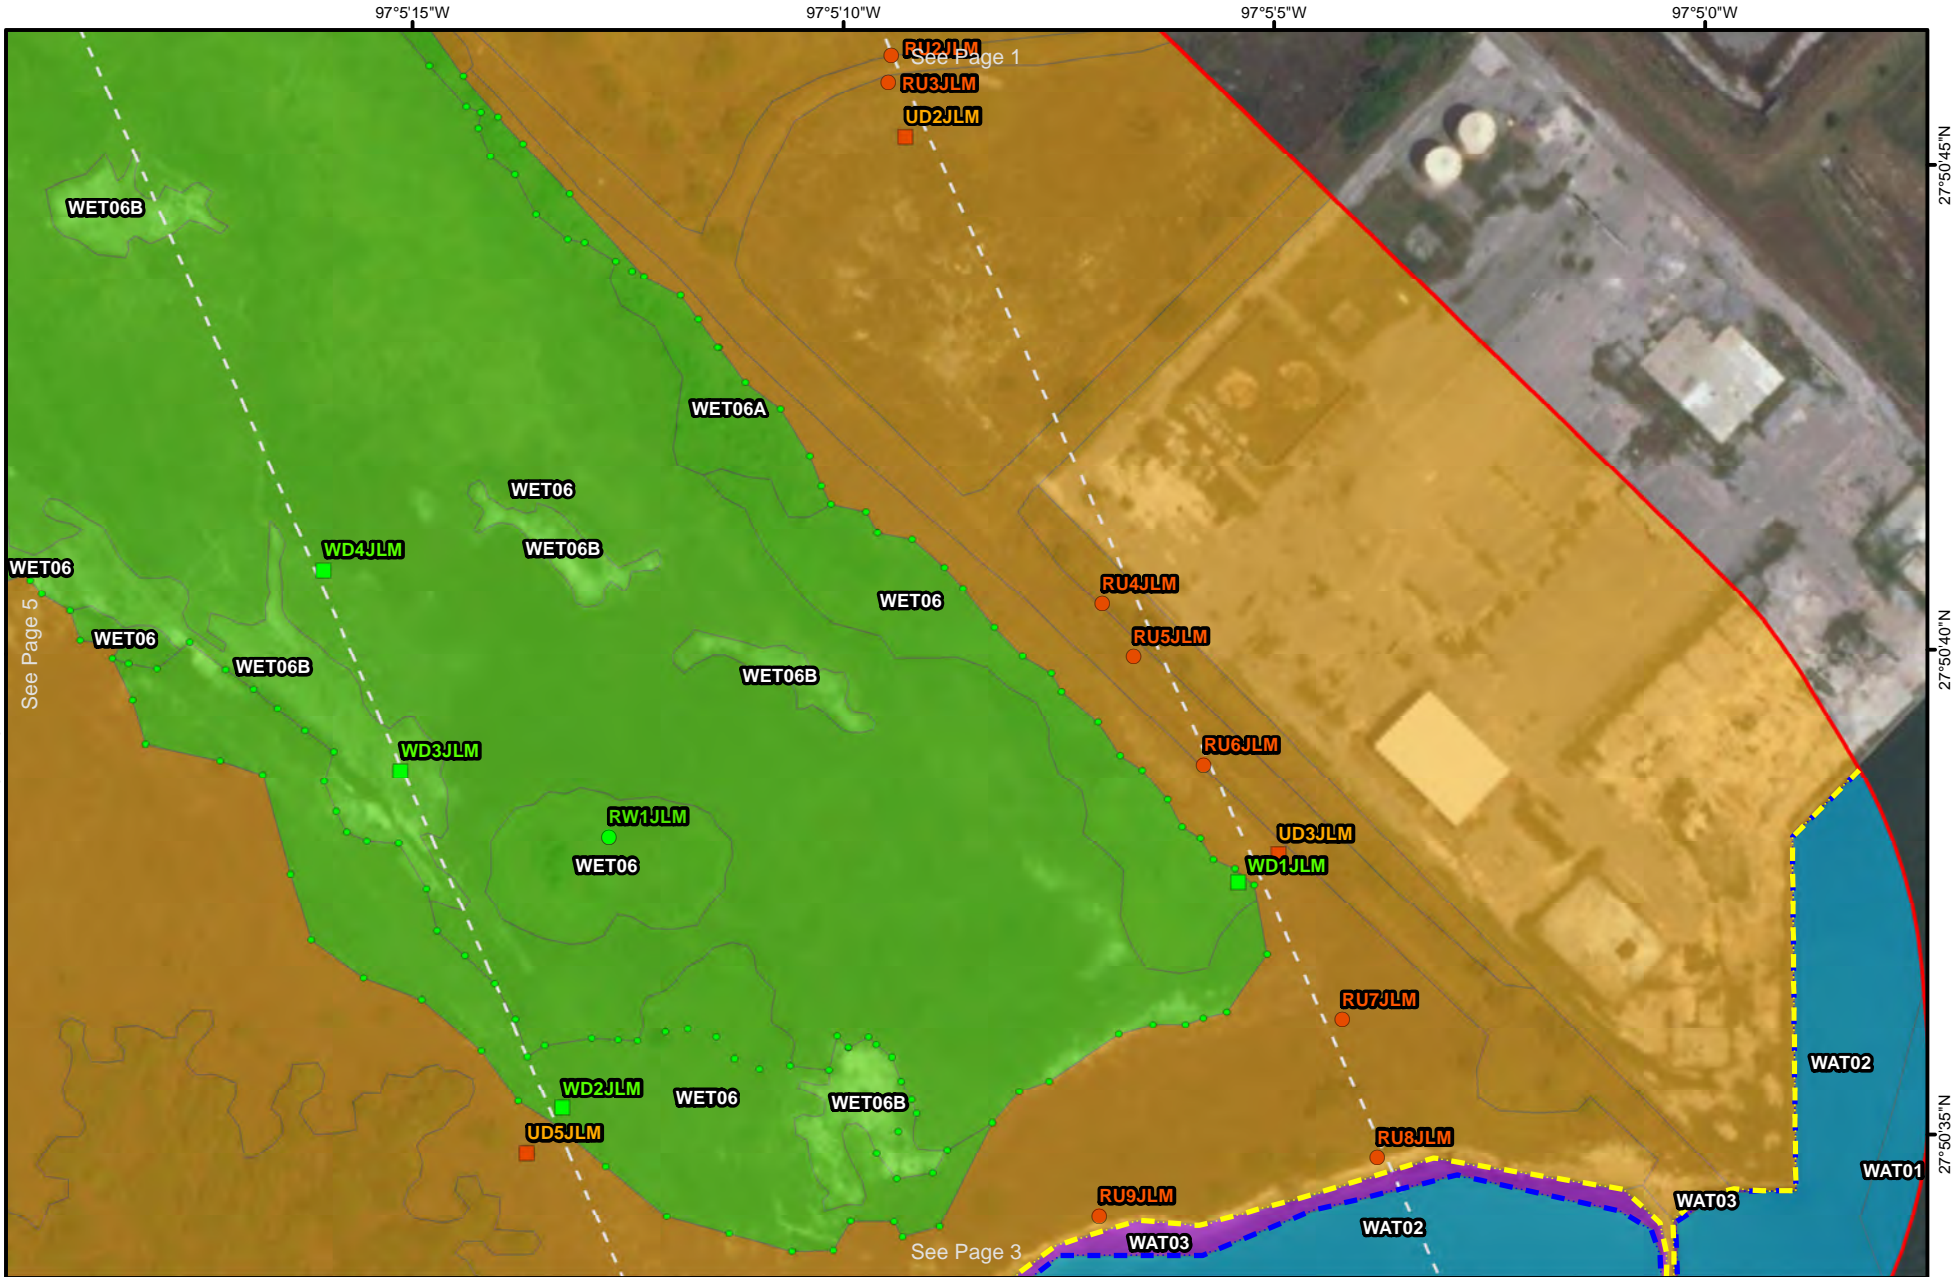 97°5'15"W
97°5'10"W
97°5'5"W
97°5'0"W
RU2JLM
See Page 1
RU3JLM
UD2JLM
27°50'45"N
WET06B
WET06A
WET06
WET06B
WD4JLM
WET06
RU4JLM
WET06
See Page 5
WET06
RU5JLM
27°50'40"N
WET06B
WET06B
WD3JLM
RU6JLM
RW1JLM
UD3JLM
WET06
WD1JLM
RU7JLM
WAT02
WD2JLM
WET06
WET06B
UD5JLM
RU8JLM
27°50'35"N
WAT01
RU9JLM
WAT03
WAT02
WAT03
See Page 3